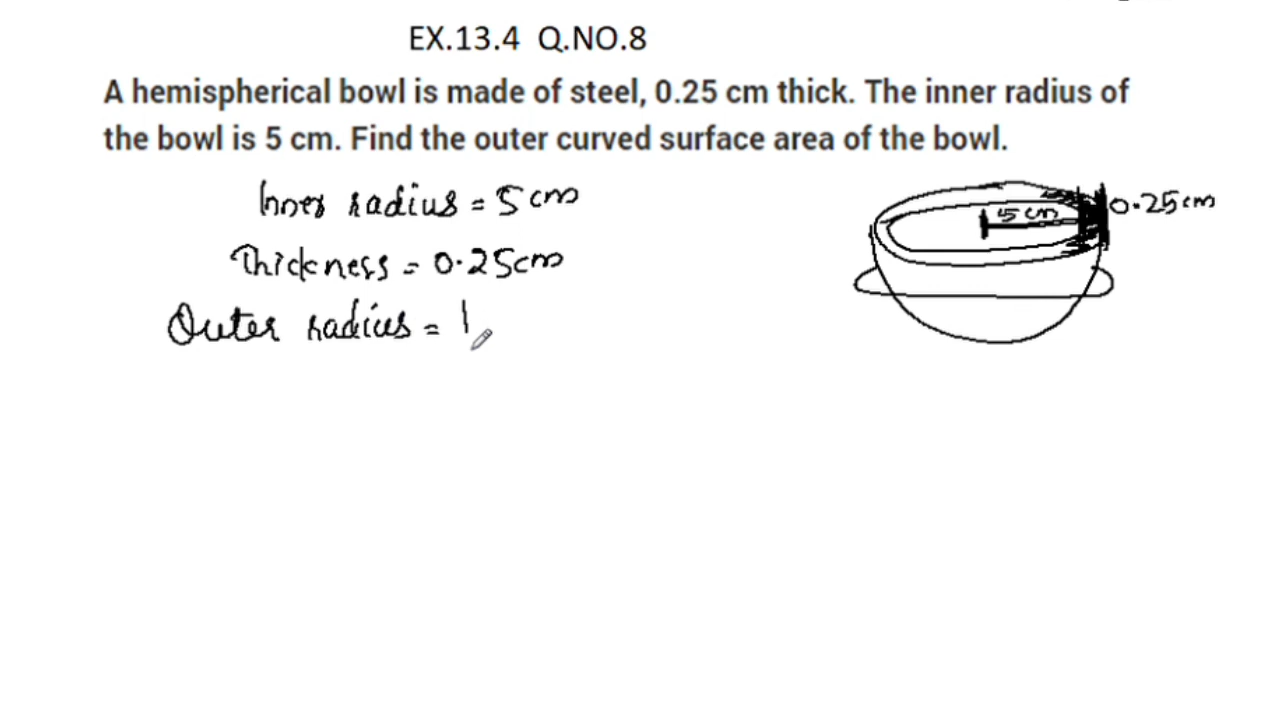 EX.13.4 Q.NO.8
A hemispherical bowl is made of steel, 0.25 cm thick. The inner radius of
the bowl is 5 cm. Find the outer curved surface area of the bowl.
Inner radius = 5 cm
5 cm
0.25 cm
Thickness = 0.25cm
Outer radius =